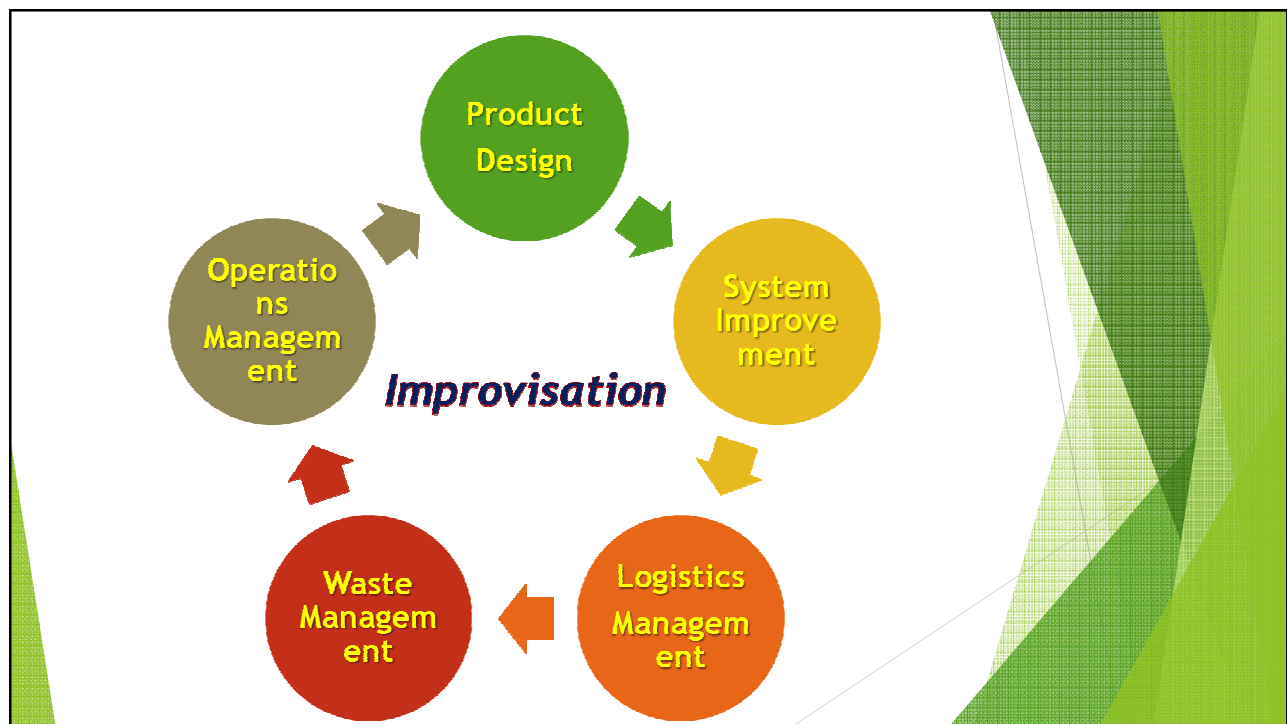 Product
Design
System
Improve
ment
Logistics
Managem
ent
Waste
Managem
ent
Operatio
ns
Managem
ent
Improvisation